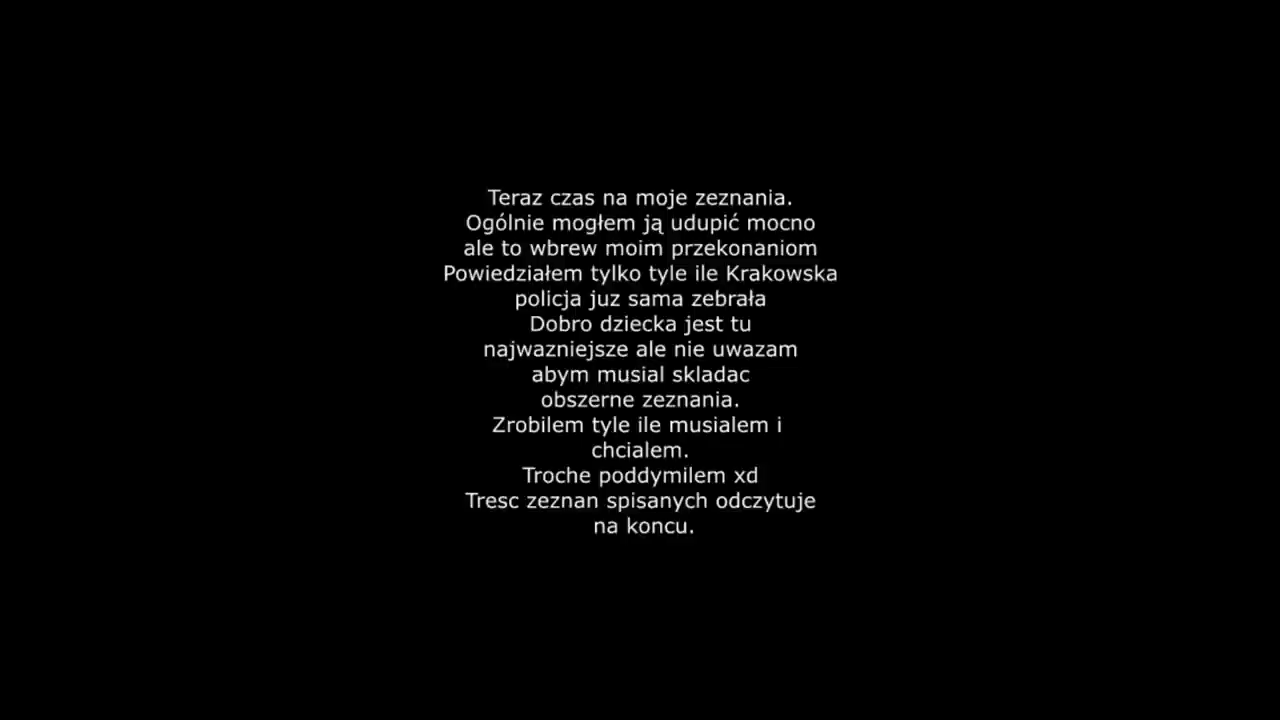 Teraz czas na moje zeznania.
Ogólnie mogłem ją udupić mocno
ale to wbrew moim przekonaniom
Powiedziałem tylko tyle ile Krakowska
policja juz sama zebrała
Dobro dziecka jest tu
najwazniejsze ale nie uwazam
abym musial skladac
obszerne zeznania.
Zrobilem tyle ile musialem i
chcialem.
Troche poddymilem xd
Tresc zeznan spisanych odczytuje
na koncu.